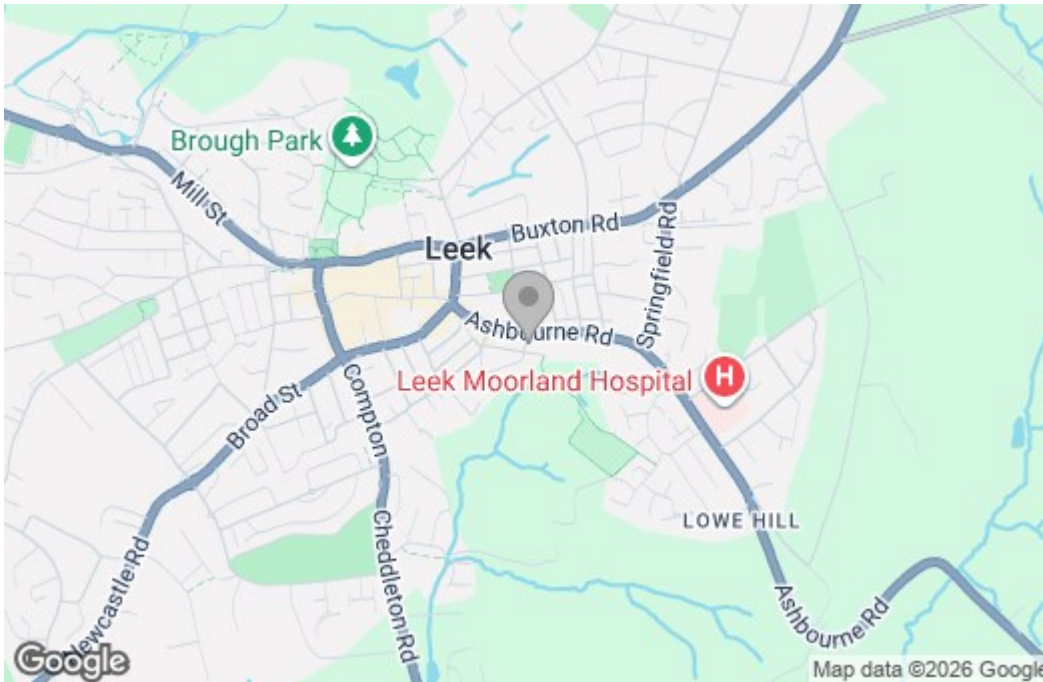 Brough Park
Mill St
Buxton Rd
Leek
Springfield Rd
Ashbourne Rd
Leek Moorland Hospital
H
Compton
Broad St
LOWE HILL
Cheddleton Rd
Newcastle Rd
Ashbourne Rd
Google
Map data ©2026 Google